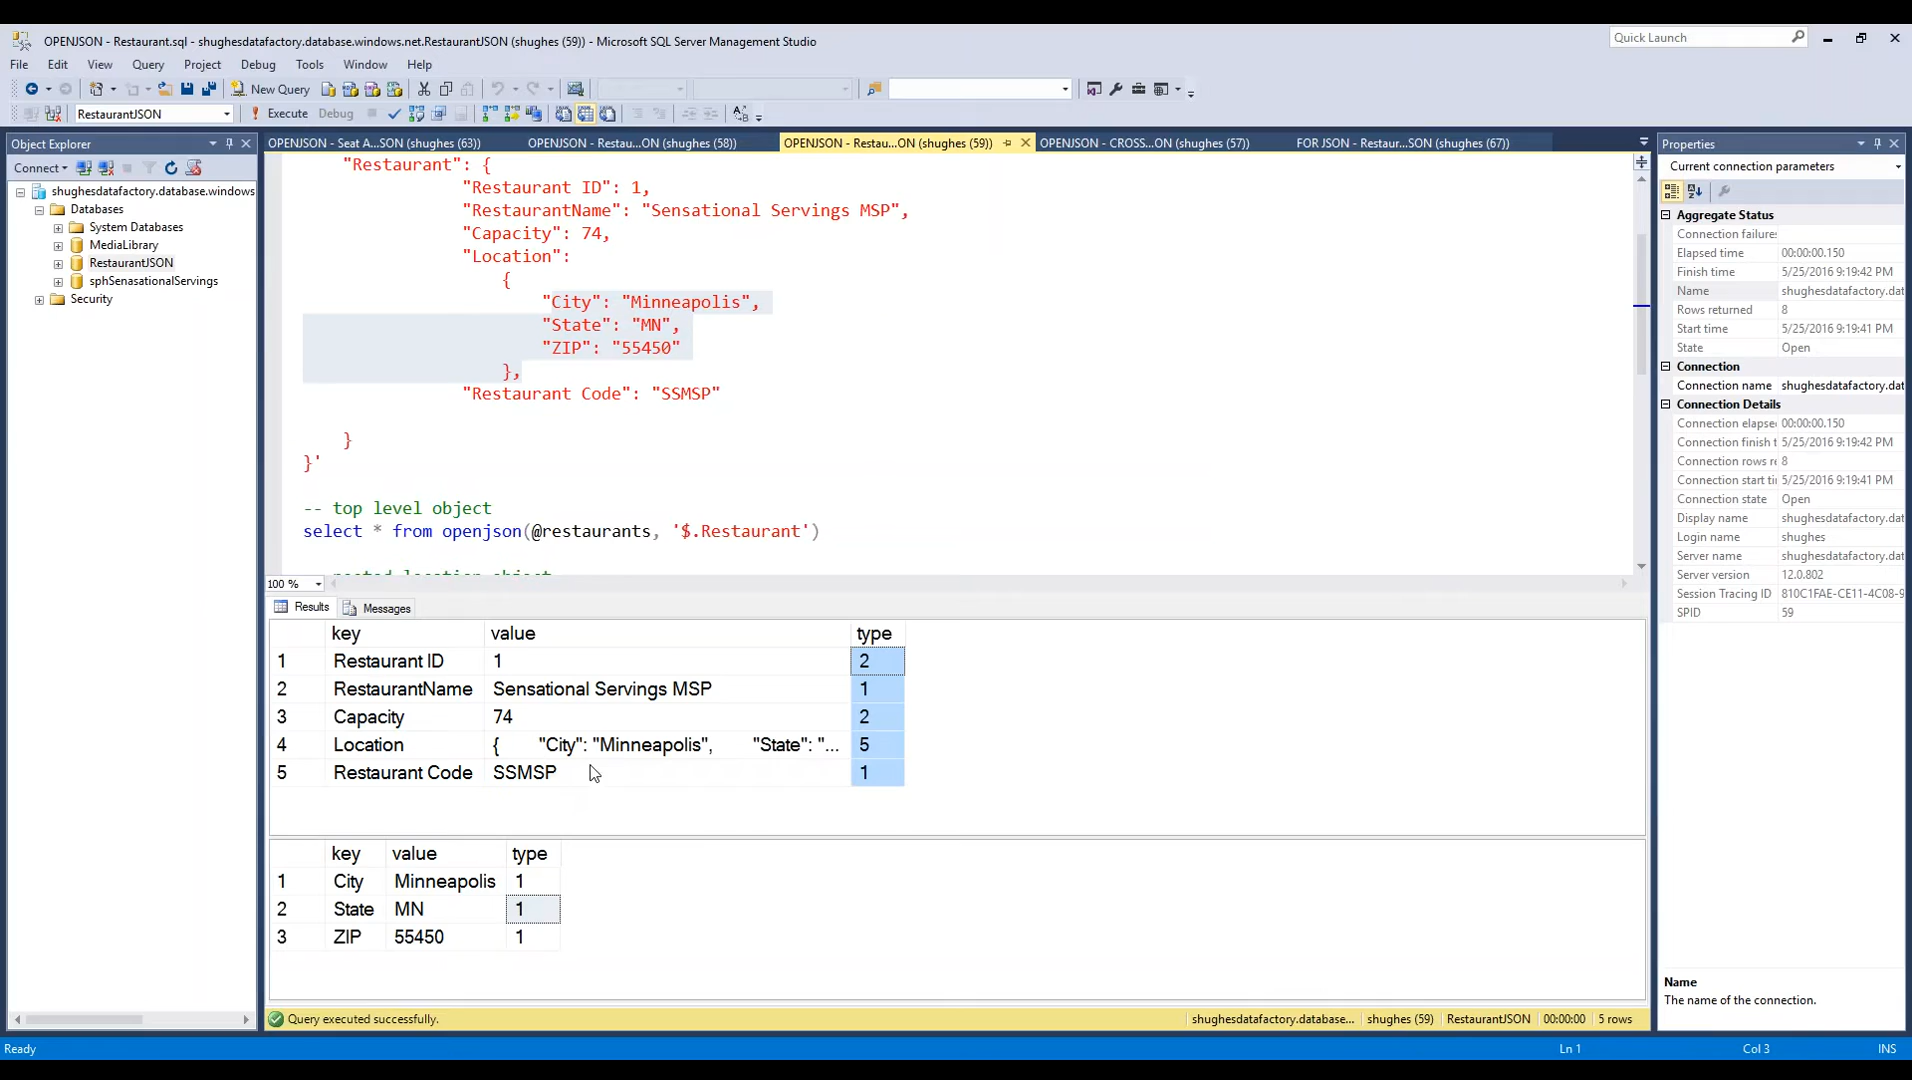 OPENJSON - Restaurant.sql - shughesdatafactory.database.windows.net.RestaurantJSON (shughes (59)) - Microsoft SQL Server Management Studio
Quick Launch
File Edit View Query Project Debug Tools Window Help
New Query
RestaurantJSON
Execute Debug
Object Explorer
OPENJSON - Seat A...SON (shughes (63))
OPENJSON - Restau...ON (shughes (58))
OPENJSON - Restau...ON (shughes (59))
OPENJSON - CROSS...ON (shughes (57))
FOR JSON - Restaur...SON (shughes (67))
Connect
shughesdatafactory.database.windows
Databases
System Databases
MediaLibrary
RestaurantJSON
sphSenasationalServings
Security
"Restaurant": {
"Restaurant ID": 1,
"RestaurantName": "Sensational Servings MSP",
"Capacity": 74,
"Location":
{
"City": "Minneapolis",
"State": "MN",
"ZIP": "55450"
},
"Restaurant Code": "SSMSP"
}
}'
-- top level object
select * from openjson(@restaurants, '$.Restaurant')
100 %
Results Messages
key value type
1 Restaurant ID 1 2
2 RestaurantName Sensational Servings MSP 1
3 Capacity 74 2
4 Location { "City": "Minneapolis", "State": "... 5
5 Restaurant Code SSMSP 1
key value type
1 City Minneapolis 1
2 State MN 1
3 ZIP 55450 1
Query executed successfully.
shughesdatafactory.database... shughes (59) RestaurantJSON 00:00:00 5 rows
Properties
Current connection parameters
Aggregate Status
Connection failure:
Elapsed time 00:00:00.150
Finish time 5/25/2016 9:19:42 PM
Name shughesdatafactory.dat
Rows returned 8
Start time 5/25/2016 9:19:41 PM
State Open
Connection
Connection name shughesdatafactory.dat
Connection Details
Connection elapse 00:00:00.150
Connection finish t 5/25/2016 9:19:42 PM
Connection rows re 8
Connection start ti 5/25/2016 9:19:41 PM
Connection state Open
Display name shughesdatafactory.dat
Login name shughes
Server name shughesdatafactory.dat
Server version 12.0.802
Session Tracing ID 810C1FAE-CE11-4C08-9
SPID 59
Name
The name of the connection.
Ready
Ln 1 Col 3 INS